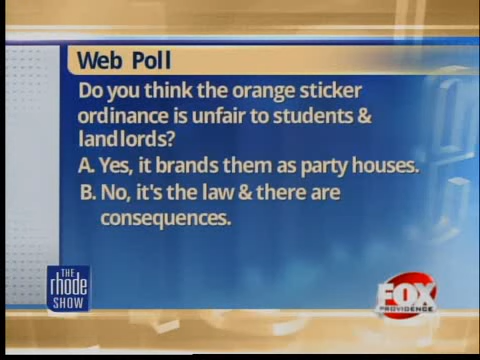 Web Poll
Do you think the orange sticker
ordinance is unfair to students &
landlords?
A. Yes, it brands them as party houses.
B. No, it's the law & there are
consequences.
THE
rhode
SHOW
FOX
PROVIDENCE